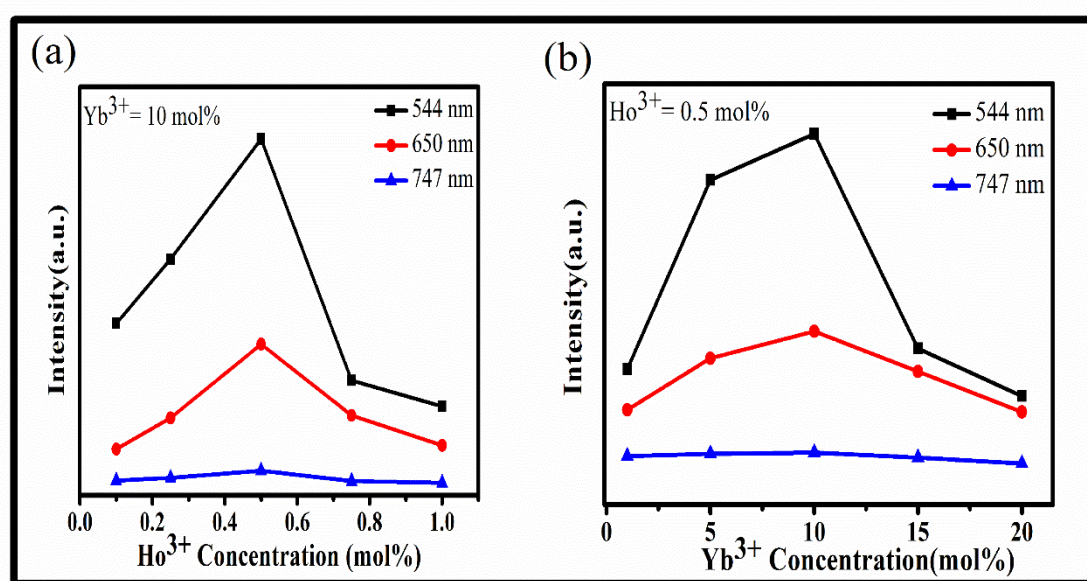 (a)
Yb³⁺= 10 mol%
544 nm
650 nm
747 nm
Intensity(a.u.)
0.0 0.2 0.4 0.6 0.8 1.0
Ho³⁺ Concentration (mol%)
(b)
Ho³⁺ = 0.5 mol%
544 nm
650 nm
747 nm
Intensity(a.u.)
5 10 15 20
Yb³⁺ Concentration(mol%)